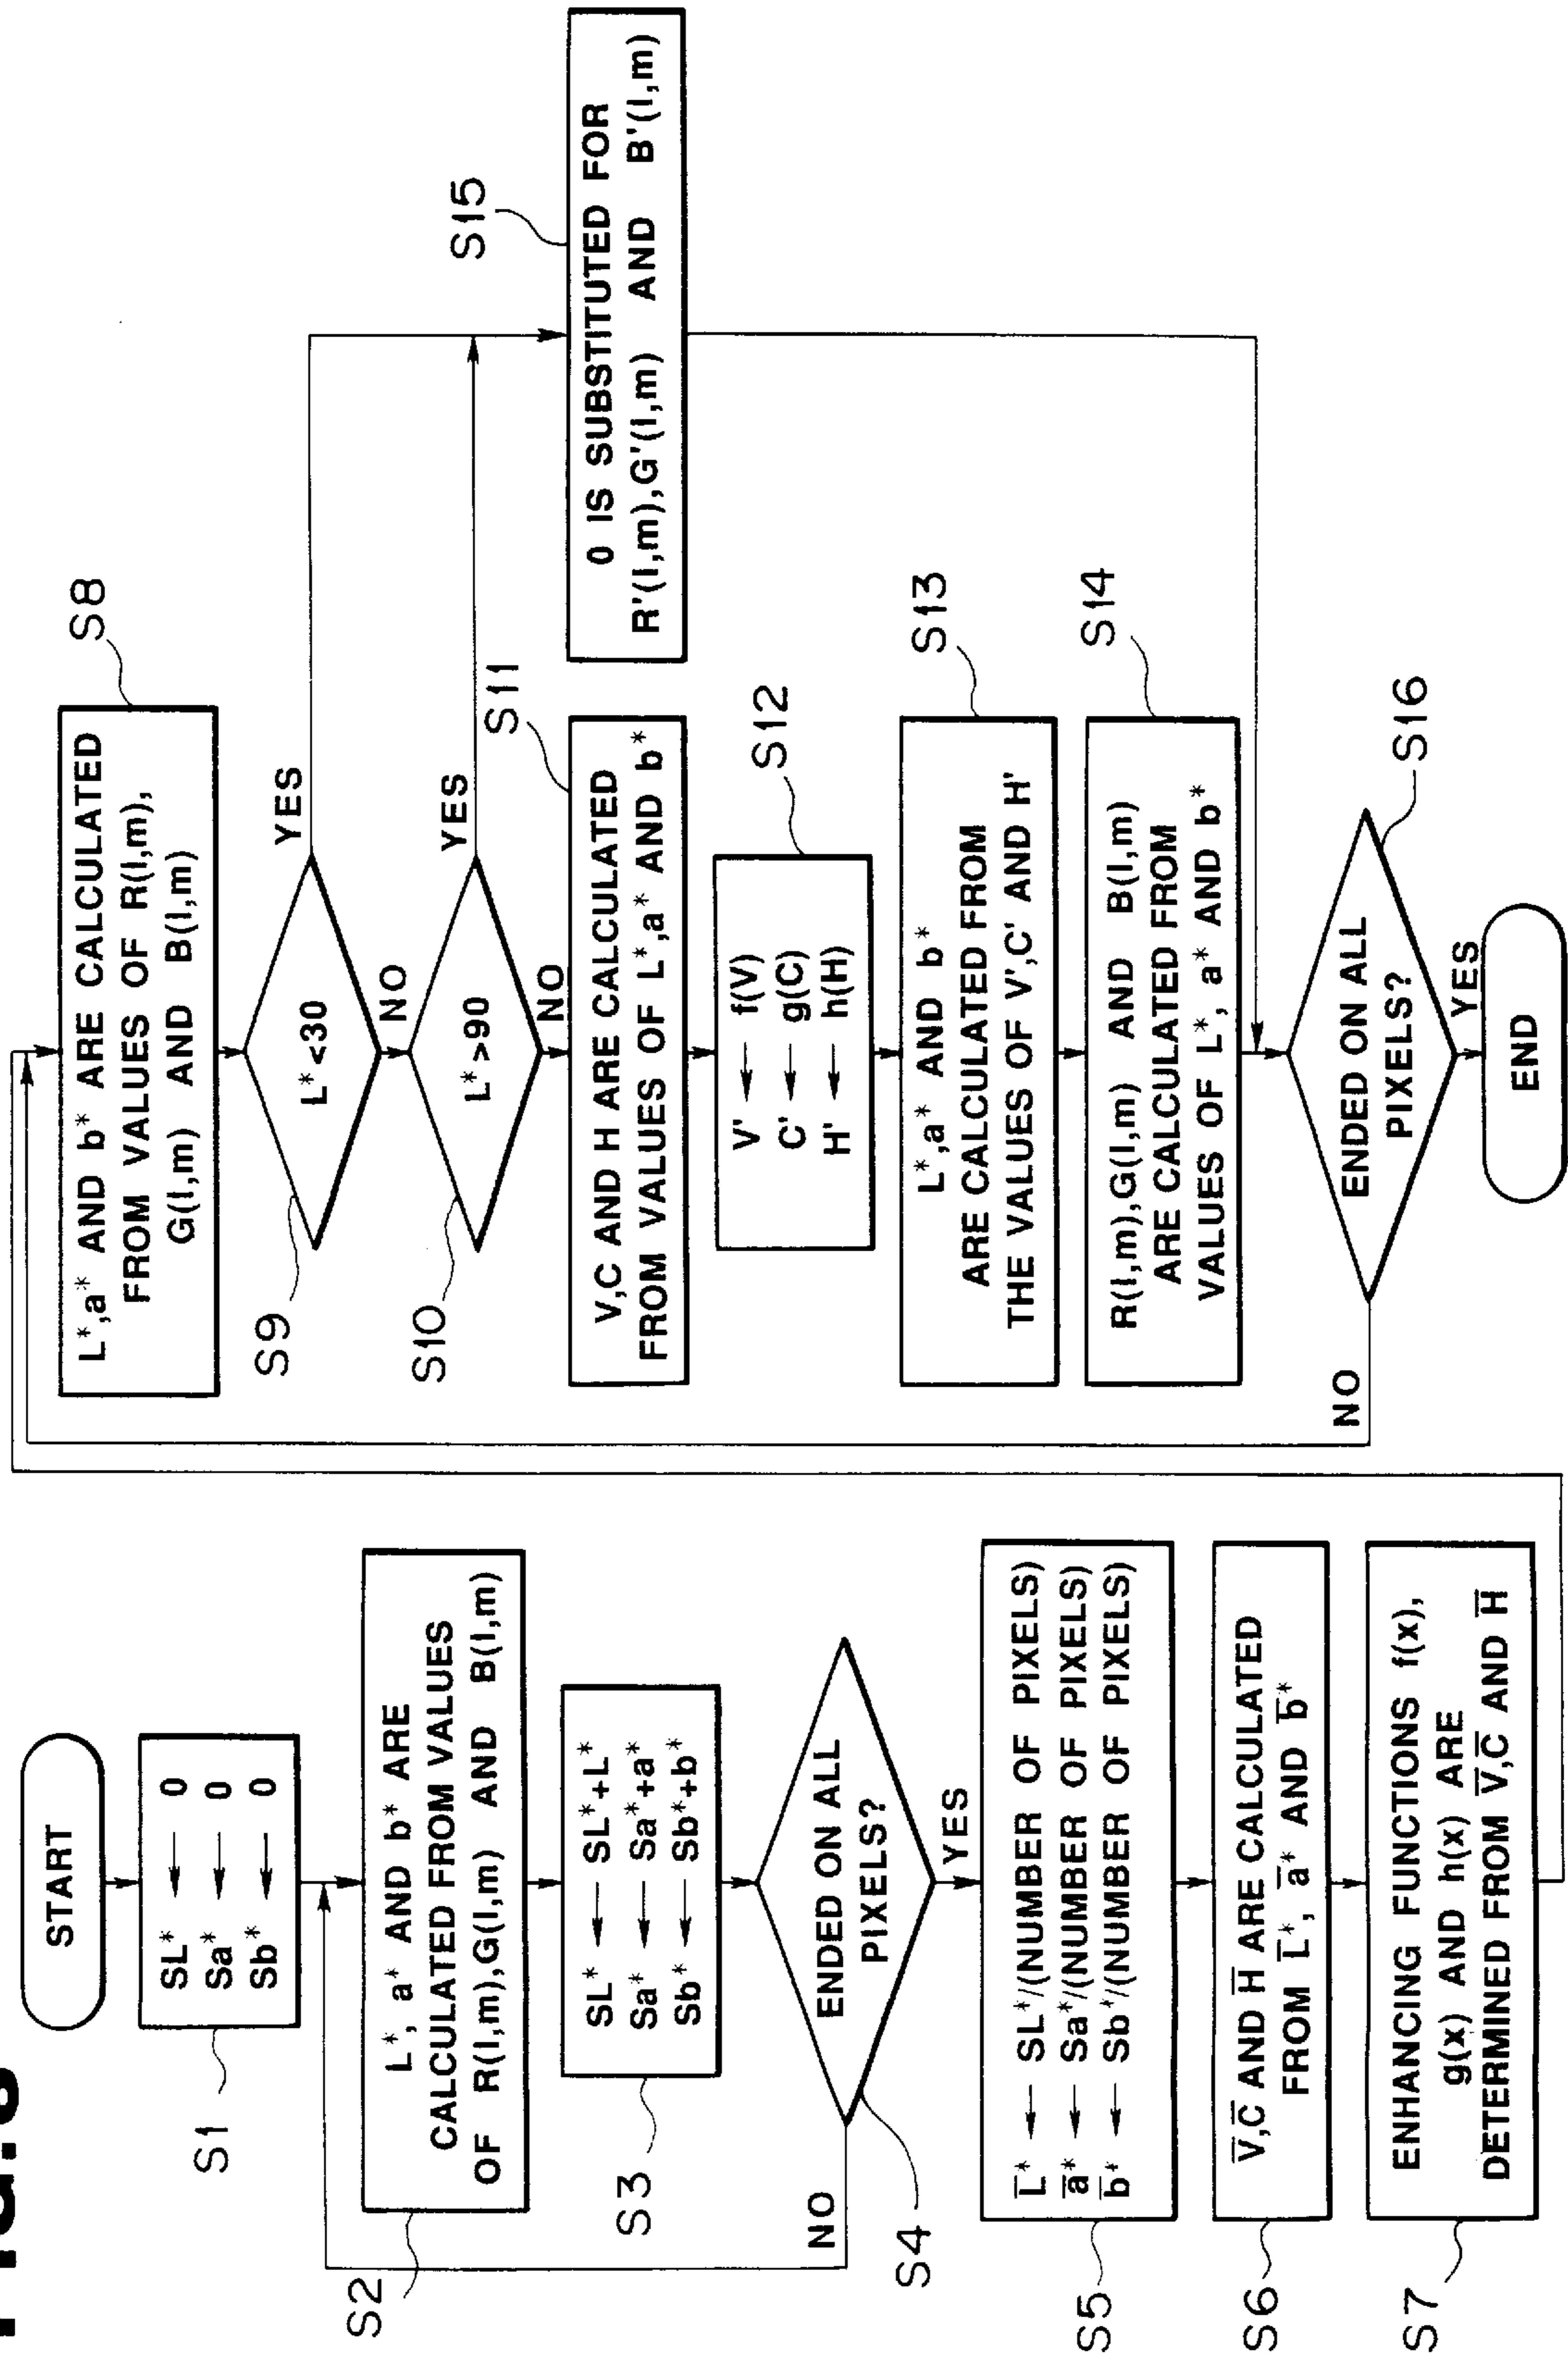 START
S1
SL* ← 0
Sa* ← 0
Sb* ← 0
S2
L*, a* AND b* ARE
CALCULATED FROM VALUES
OF R(l,m),G(l,m) AND B(l,m)
S3
SL* ← SL*+L*
Sa* ← Sa*+a*
Sb* ← Sb*+b*
S4
ENDED ON ALL
PIXELS?
NO
YES
S5
L̅* ← SL*/(NUMBER OF PIXELS)
a̅* ← Sa*/(NUMBER OF PIXELS)
b̅* ← Sb*/(NUMBER OF PIXELS)
S6
V̅,C̅ AND H̅ ARE CALCULATED
FROM L̅*, a̅* AND b̅*
S7
ENHANCING FUNCTIONS f(x),
g(x) AND h(x) ARE
DETERMINED FROM V̅,C̅ AND H̅
S8
L*,a* AND b* ARE CALCULATED
FROM VALUES OF R(l,m),
G(l,m) AND B(l,m)
S9
L*<30
YES
NO
S10
L*>90
YES
NO
S11
V,C AND H ARE CALCULATED
FROM VALUES OF L*,a* AND b*
S12
V' ← f(V)
C' ← g(C)
H' ← h(H)
S13
L*,a* AND b*
ARE CALCULATED FROM
THE VALUES OF V',C' AND H'
S14
R(l,m),G(l,m) AND B(l,m)
ARE CALCULATED FROM
VALUES OF L*, a* AND b*
S15
0 IS SUBSTITUTED FOR
R'(l,m),G'(l,m) AND B'(l,m)
S16
ENDED ON ALL
PIXELS?
NO
YES
END